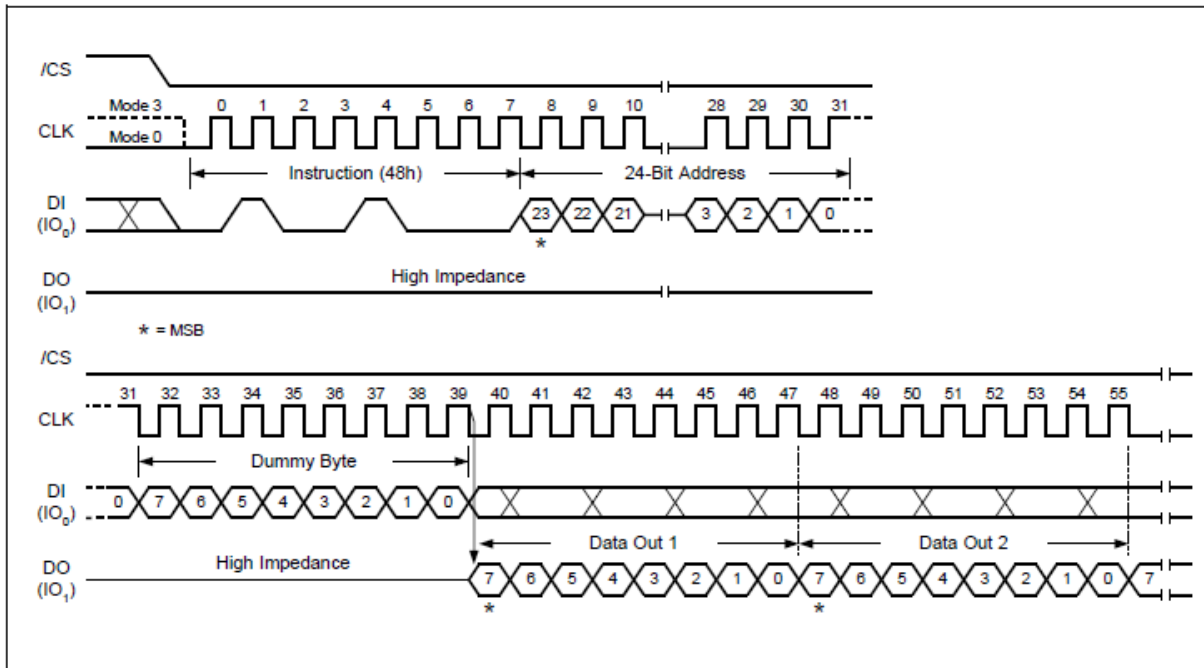 /CS
Mode 3 0 1 2 3 4 5 6 7 8 9 10 28 29 30 31
CLK
Mode 0
Instruction (48h) 24-Bit Address
DI
(IO0)
23 22 21 3 2 1 0
*
High Impedance
DO
(IO1)
* = MSB
/CS
31 32 33 34 35 36 37 38 39 40 41 42 43 44 45 46 47 48 49 50 51 52 53 54 55
CLK
Dummy Byte
DI
(IO0)
0 7 6 5 4 3 2 1 0
Data Out 1 Data Out 2
High Impedance
DO
(IO1)
7 6 5 4 3 2 1 0 7 6 5 4 3 2 1 0 7
* *